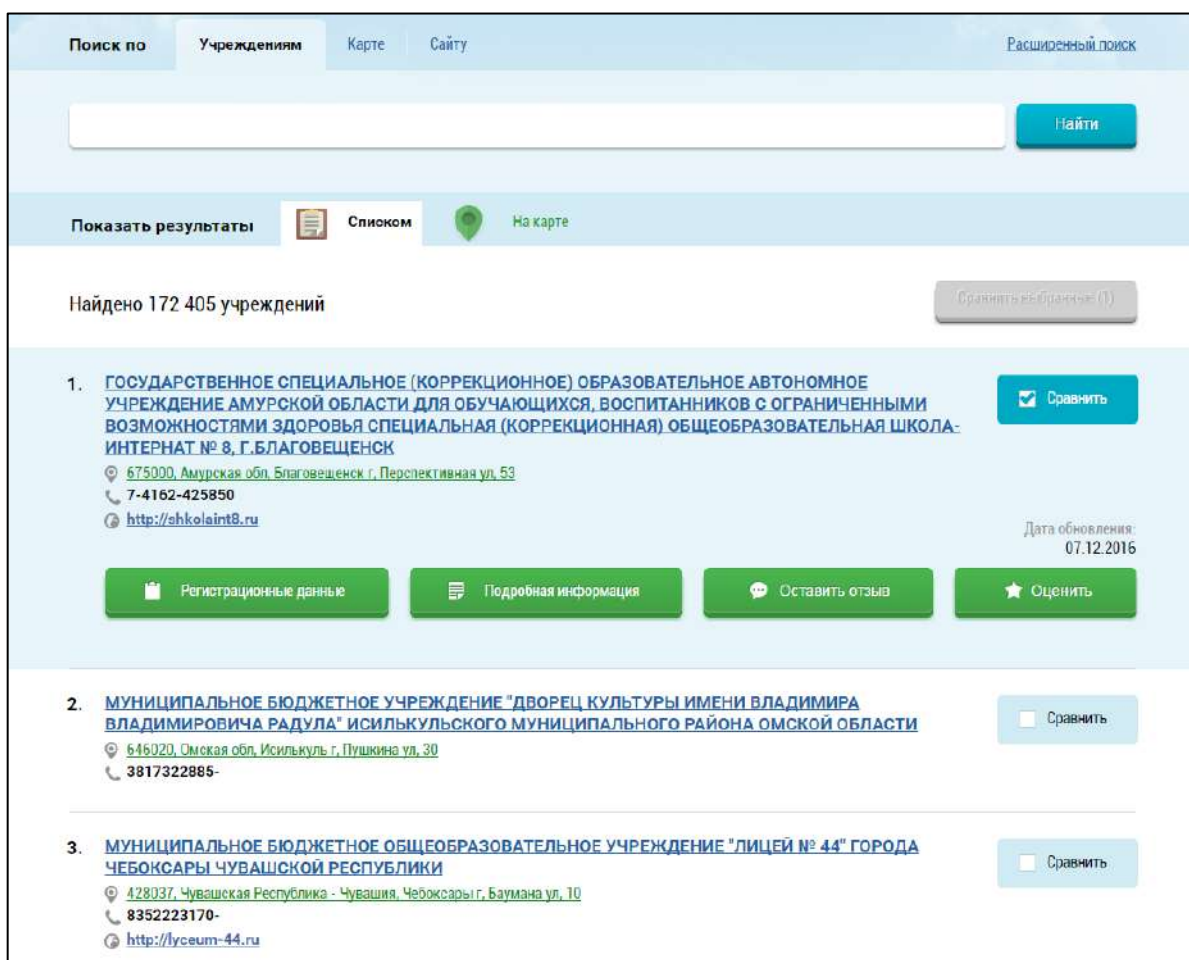 Поиск по Учреждениям Карте Сайту Расширенный поиск
Найти
Показать результаты Списком На карте
Найдено 172 405 учреждений Сравнить выбранные (1)
1. ГОСУДАРСТВЕННОЕ СПЕЦИАЛЬНОЕ (КОРРЕКЦИОННОЕ) ОБРАЗОВАТЕЛЬНОЕ АВТОНОМНОЕ
УЧРЕЖДЕНИЕ АМУРСКОЙ ОБЛАСТИ ДЛЯ ОБУЧАЮЩИХСЯ, ВОСПИТАННИКОВ С ОГРАНИЧЕННЫМИ
ВОЗМОЖНОСТЯМИ ЗДОРОВЬЯ СПЕЦИАЛЬНАЯ (КОРРЕКЦИОННАЯ) ОБЩЕОБРАЗОВАТЕЛЬНАЯ ШКОЛА-
ИНТЕРНАТ № 8, Г.БЛАГОВЕЩЕНСК
Сравнить
675000, Амурская обл, Благовещенск г, Перспективная ул, 53
7-4162-425850
http://shkolaint8.ru
Дата обновления:
07.12.2016
Регистрационные данные Подробная информация Оставить отзыв Оценить
2. МУНИЦИПАЛЬНОЕ БЮДЖЕТНОЕ УЧРЕЖДЕНИЕ "ДВОРЕЦ КУЛЬТУРЫ ИМЕНИ ВЛАДИМИРА
ВЛАДИМИРОВИЧА РАДУЛА" ИСИЛЬКУЛЬСКОГО МУНИЦИПАЛЬНОГО РАЙОНА ОМСКОЙ ОБЛАСТИ
Сравнить
646020, Омская обл, Исилькуль г, Пушкина ул, 30
3817322885-
3. МУНИЦИПАЛЬНОЕ БЮДЖЕТНОЕ ОБЩЕОБРАЗОВАТЕЛЬНОЕ УЧРЕЖДЕНИЕ "ЛИЦЕЙ № 44" ГОРОДА
ЧЕБОКСАРЫ ЧУВАШСКОЙ РЕСПУБЛИКИ
Сравнить
428037, Чувашская Республика - Чувашия, Чебоксары г, Баумана ул, 10
8352223170-
http://lyceum-44.ru